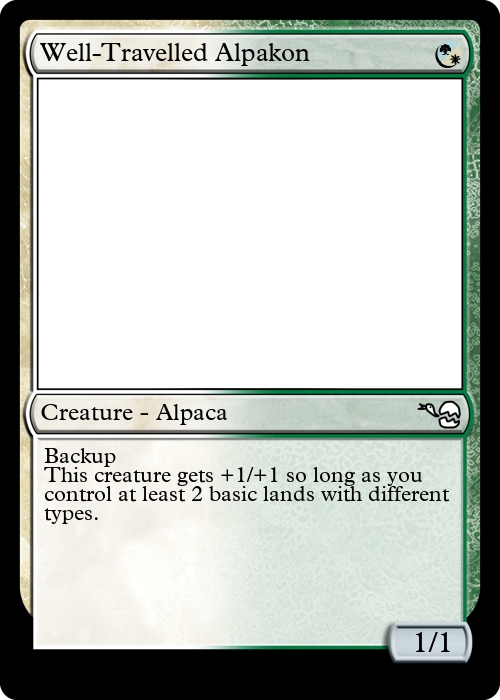 Well-Travelled Alpakon
Creature - Alpaca
Backup
This creature gets +1/+1 so long as you
control at least 2 basic lands with different
types.
1/1